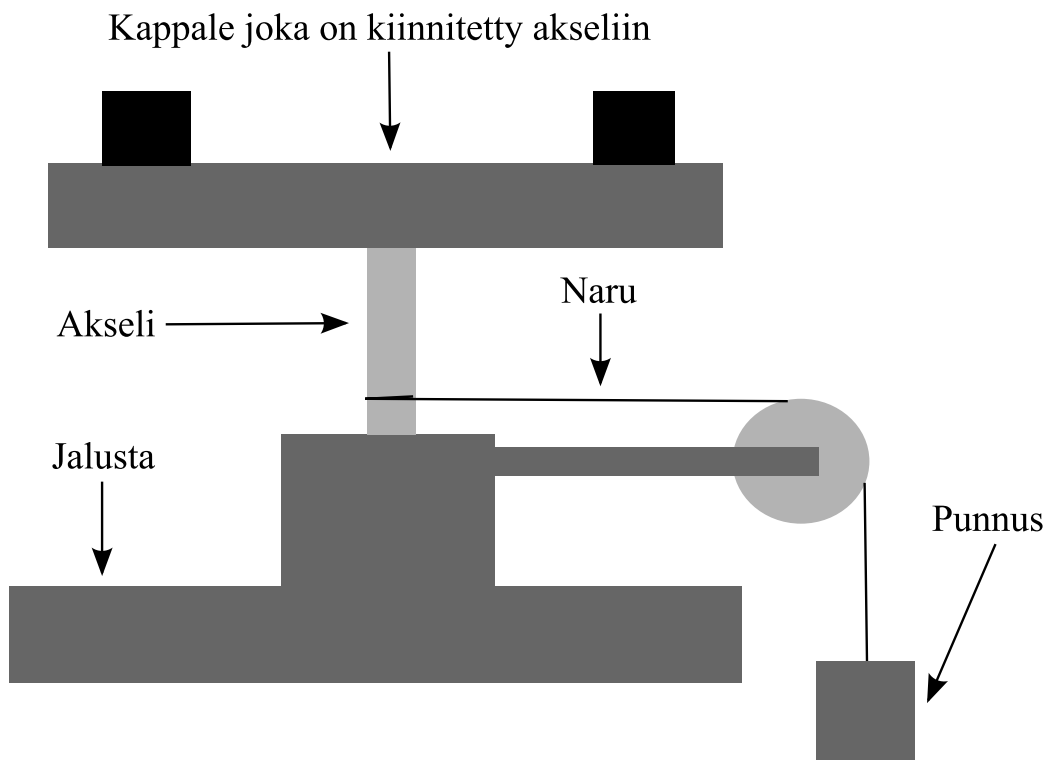 Kappale joka on kiinnitetty akseliin
Naru
Akseli
Jalusta
Punnus